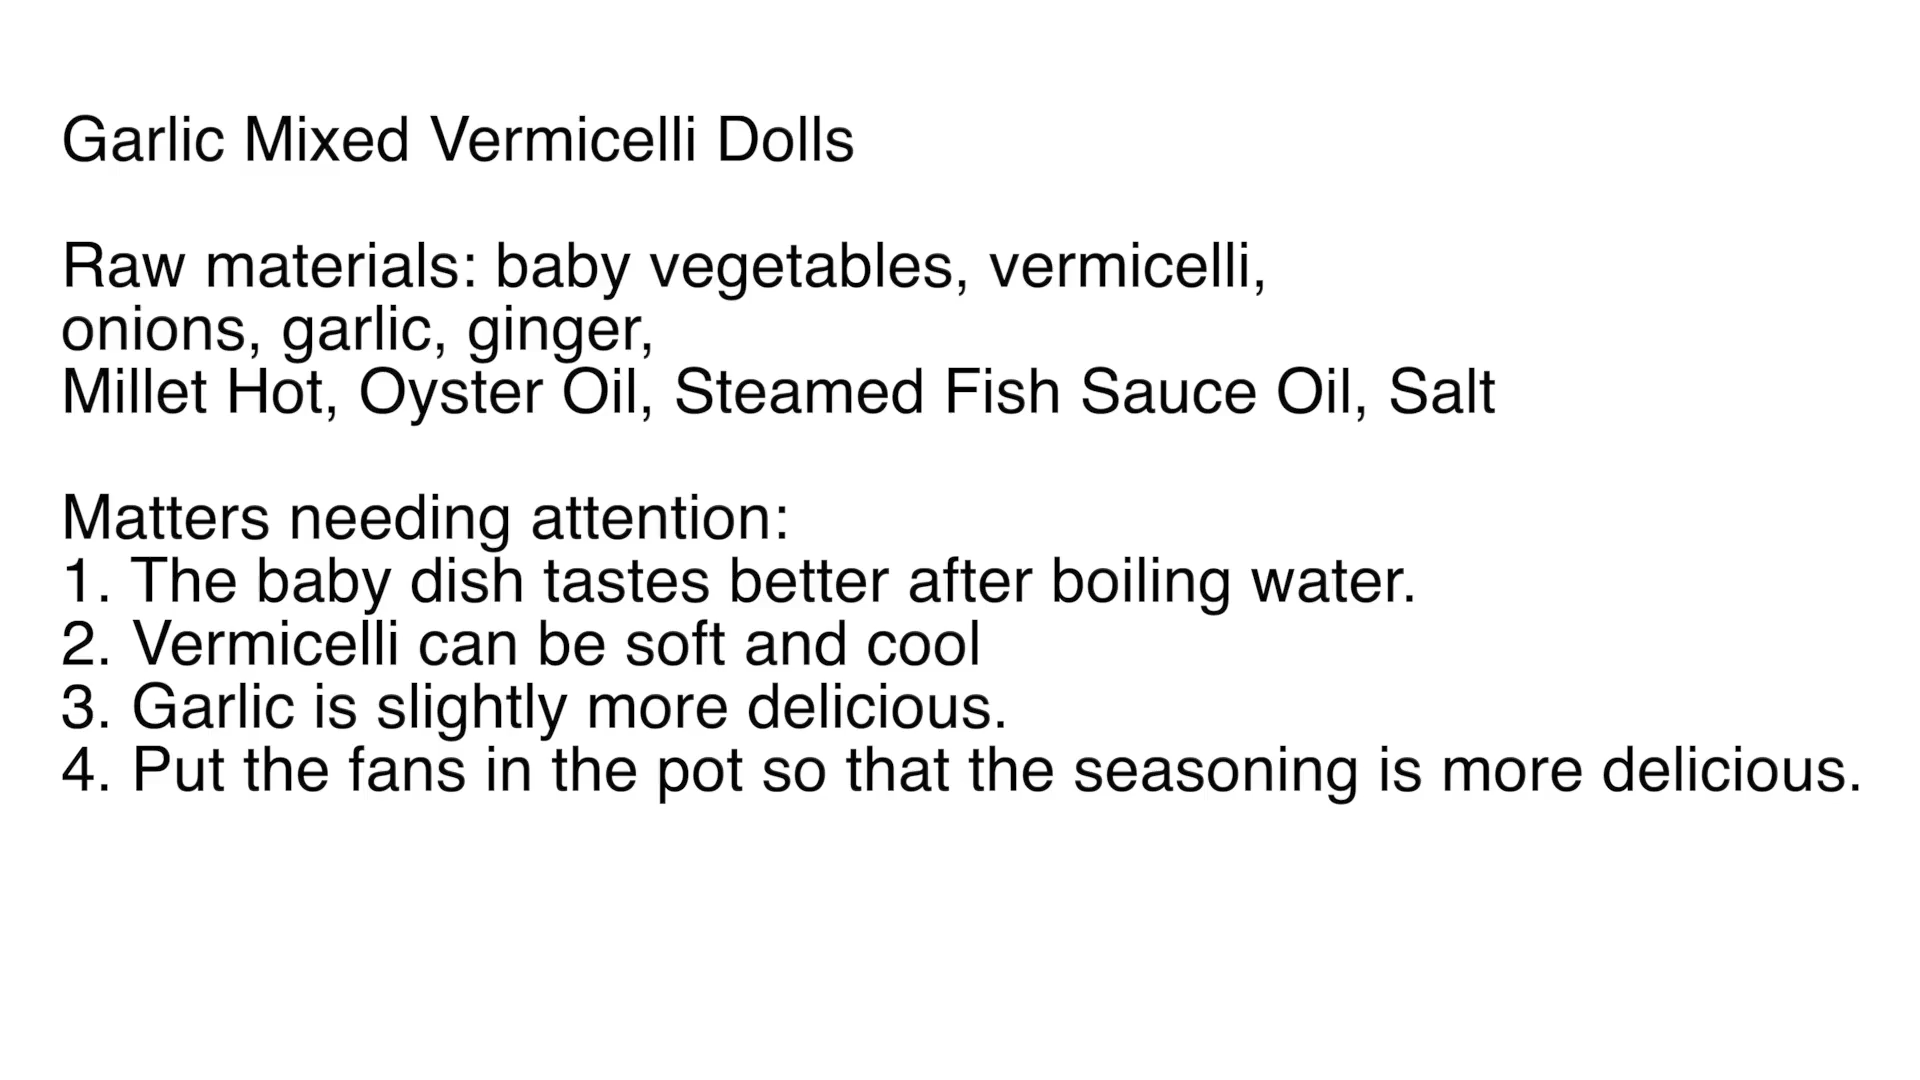 Garlic Mixed Vermicelli Dolls
Raw materials: baby vegetables, vermicelli,
onions, garlic, ginger,
Millet Hot, Oyster Oil, Steamed Fish Sauce Oil, Salt
Matters needing attention:
1. The baby dish tastes better after boiling water.
2. Vermicelli can be soft and cool
3. Garlic is slightly more delicious.
4. Put the fans in the pot so that the seasoning is more delicious.